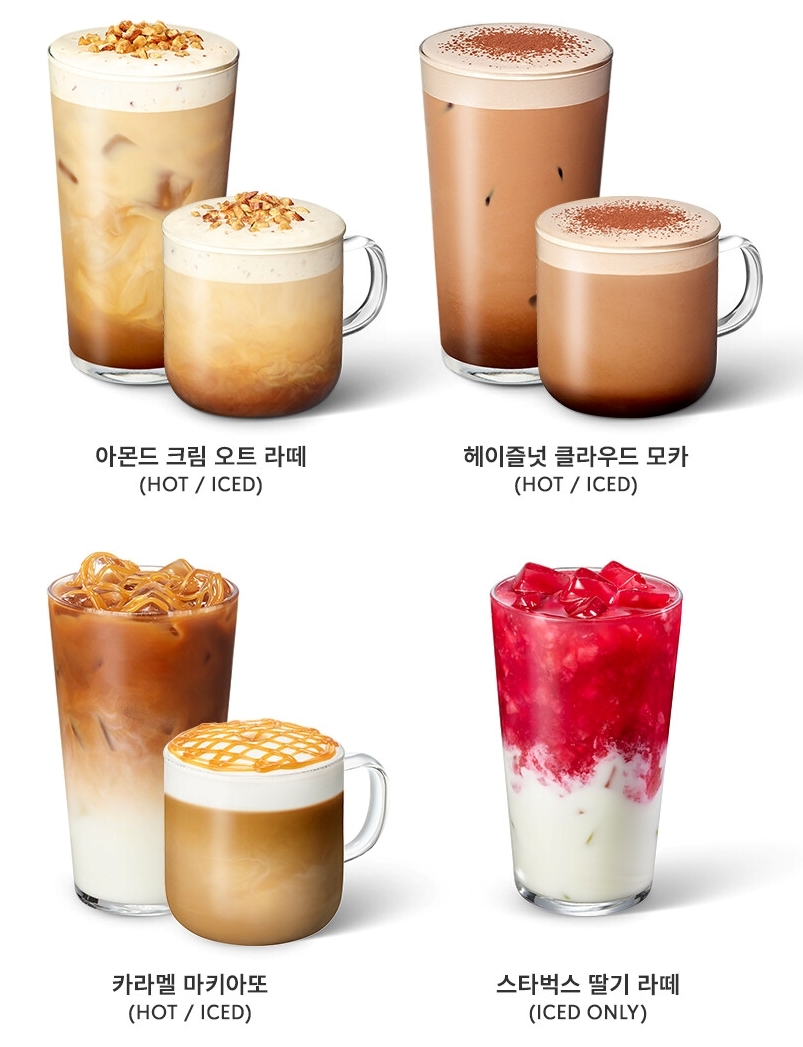 아몬드 크림 오트 라떼
(HOT / ICED)
헤이즐넛 클라우드 모카
(HOT / ICED)
카라멜 마키아또
(HOT / ICED)
스타벅스 딸기 라떼
(ICED ONLY)